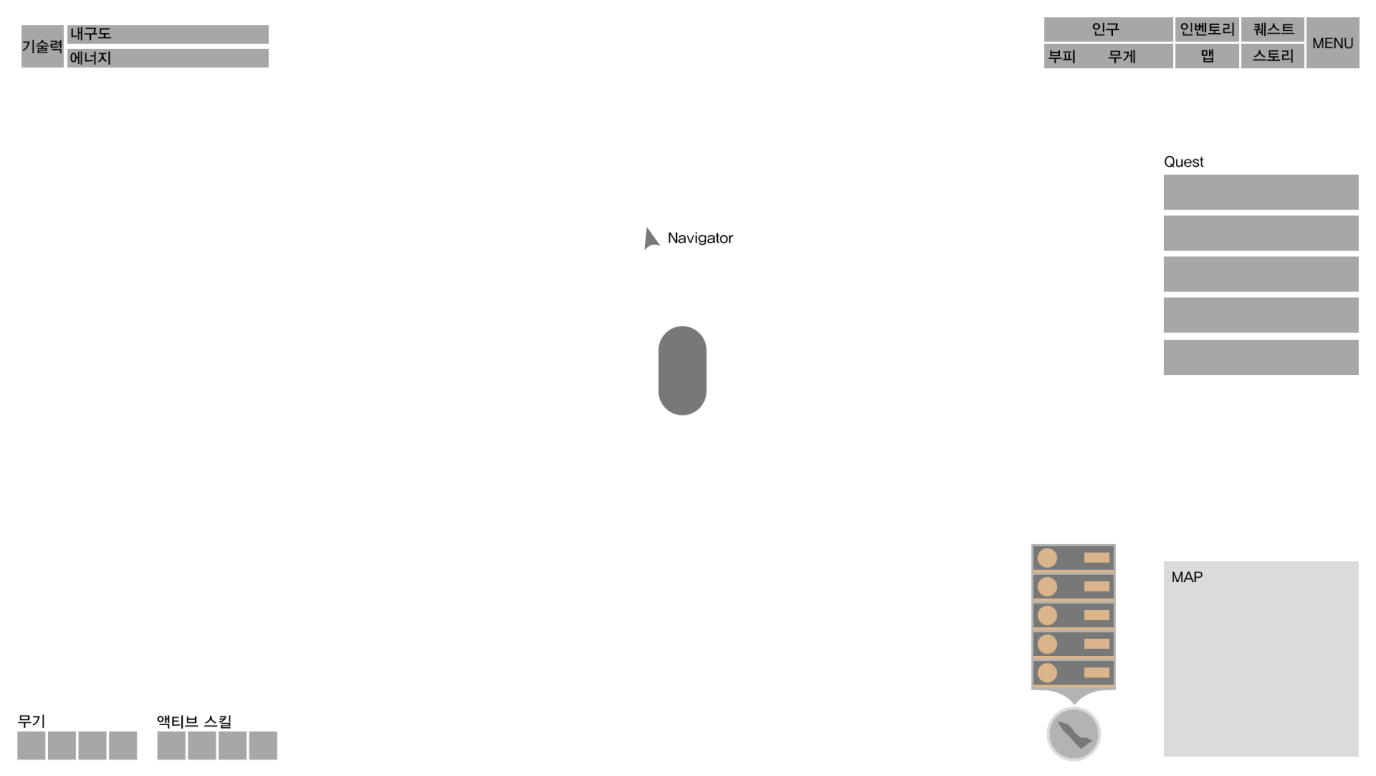 기술력
내구도
에너지
인구
부피 무게
인벤토리
맵
퀘스트
스토리
MENU
Quest
Navigator
MAP
무기
액티브 스킬